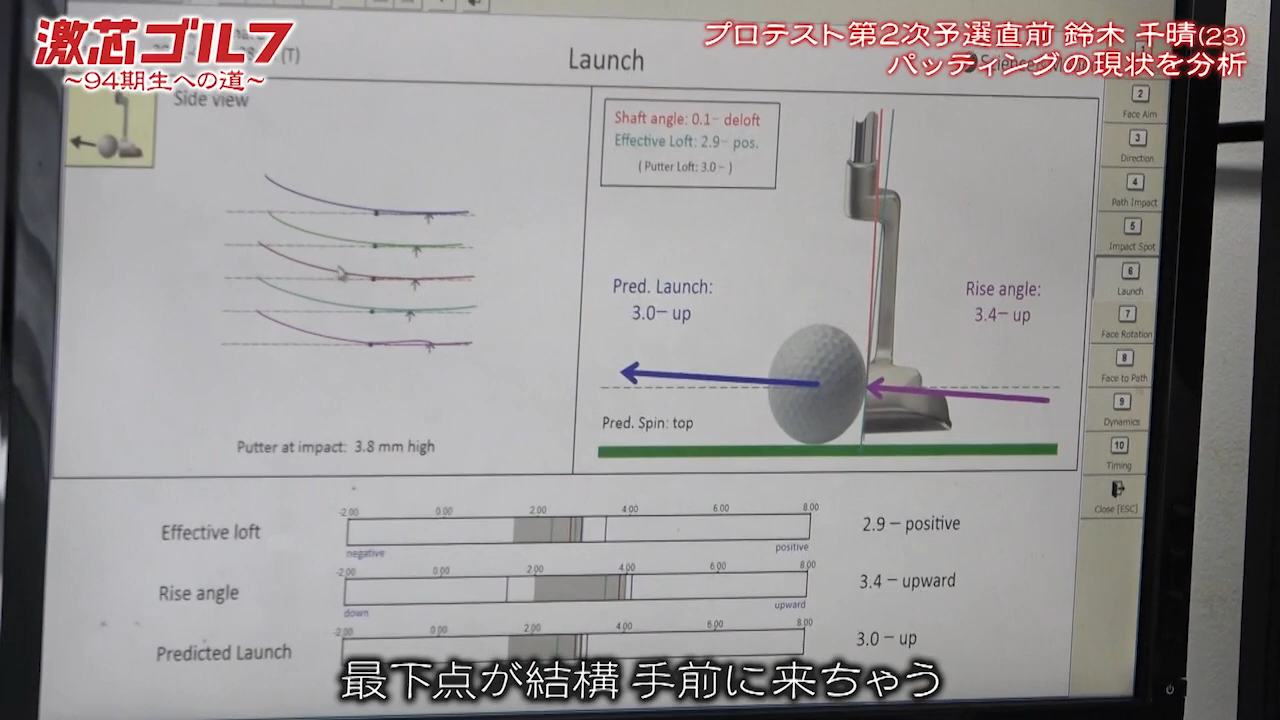 激芯ゴルフ
～94期生への道～
プロテスト第2次予選直前 鈴木 千晴(23)
パッティングの現状を分析
(T)
Launch
Side view
Shaft angle: 0.1– deloft
Effective Loft: 2.9– pos.
( Putter Loft: 3.0 – )
Pred. Launch:
3.0– up
Rise angle:
3.4– up
Pred. Spin: top
Putter at impact: 3.8 mm high
2
Face Aim
3
Direction
4
Path Impact
5
Impact Spot
6
Launch
7
Face Rotation
8
Face to Path
9
Dynamics
10
Timing
Close [ESC]
Effective loft
-2.00 0.00 2.00 4.00 6.00 8.00
negative positive
2.9 – positive
Rise angle
-2.00 0.00 2.00 4.00 6.00 8.00
down upward
3.4 – upward
Predicted Launch
-2.00 0.00 2.00 4.00 6.00 8.00
3.0 – up
最下点が結構 手前に来ちゃう